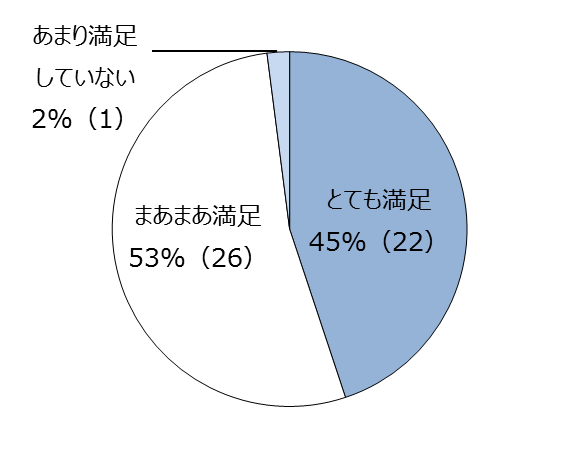 あまり満足
していない
2%（1）
とても満足
45%（22）
まあまあ満足
53%（26）